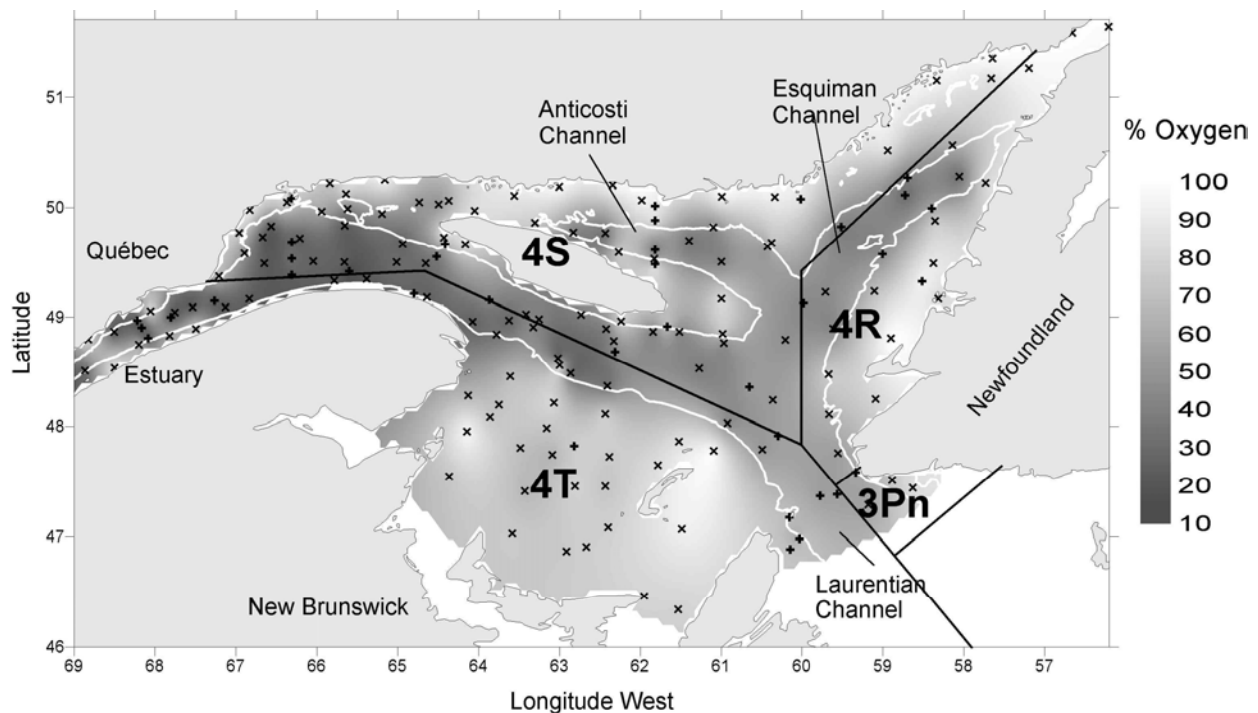 Esquiman
Channel
Anticosti
Channel
% Oxygen
100
90
80
70
60
50
40
30
20
10
51
50
49
48
47
46
Latitude
Québec
Estuary
4S
4R
4T
3Pn
Newfoundland
New Brunswick
Laurentian
Channel
69 68 67 66 65 64 63 62 61 60 59 58 57
Longitude West